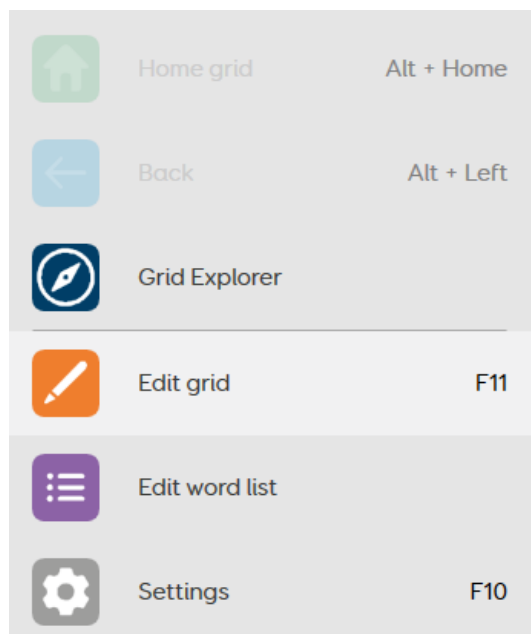 Home grid Alt + Home
Back Alt + Left
Grid Explorer
Edit grid F11
Edit word list
Settings F10